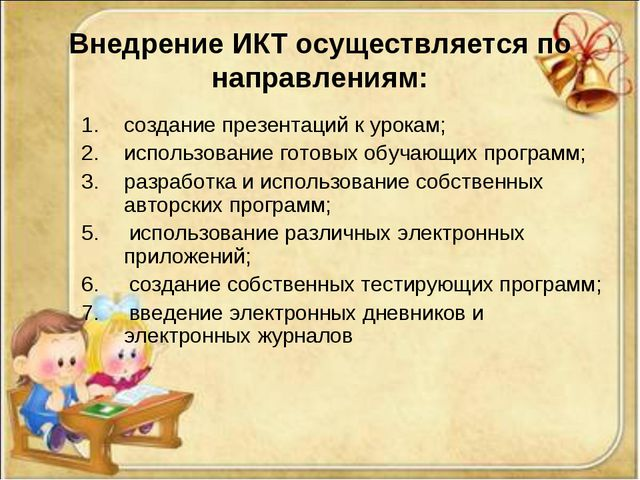 Внедрение ИКТ осуществляется по
направлениям:
1. создание презентаций к урокам;
2. использование готовых обучающих программ;
3. разработка и использование собственных
авторских программ;
5. использование различных электронных
приложений;
6. создание собственных тестирующих программ;
7. введение электронных дневников и
электронных журналов